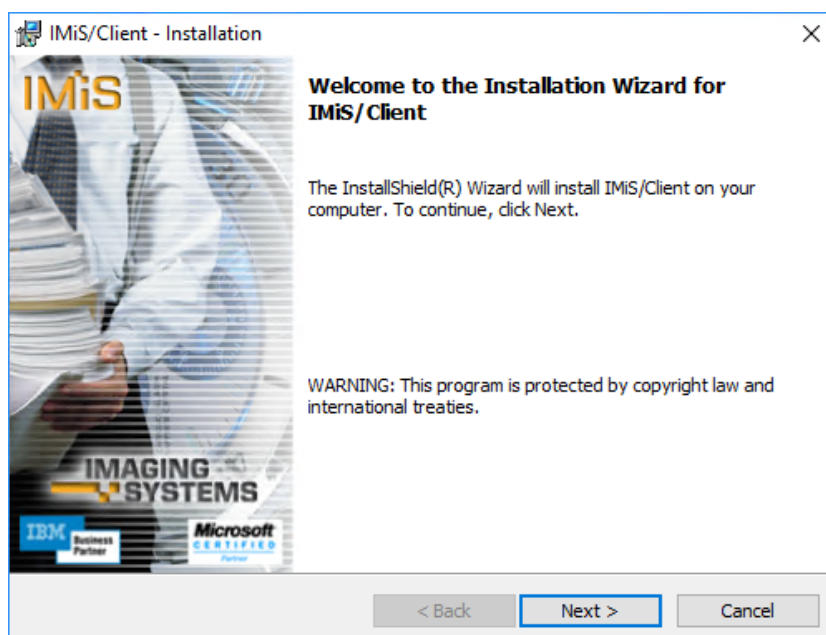 IMiS/Client - Installation
IMiS
Welcome to the Installation Wizard for
IMiS/Client
The InstallShield(R) Wizard will install IMiS/Client on your
computer. To continue, click Next.
WARNING: This program is protected by copyright law and
international treaties.
IMAGING
SYSTEMS
IBM
Business
Partner
Microsoft
CERTIFIED
Partner
< Back
Next >
Cancel